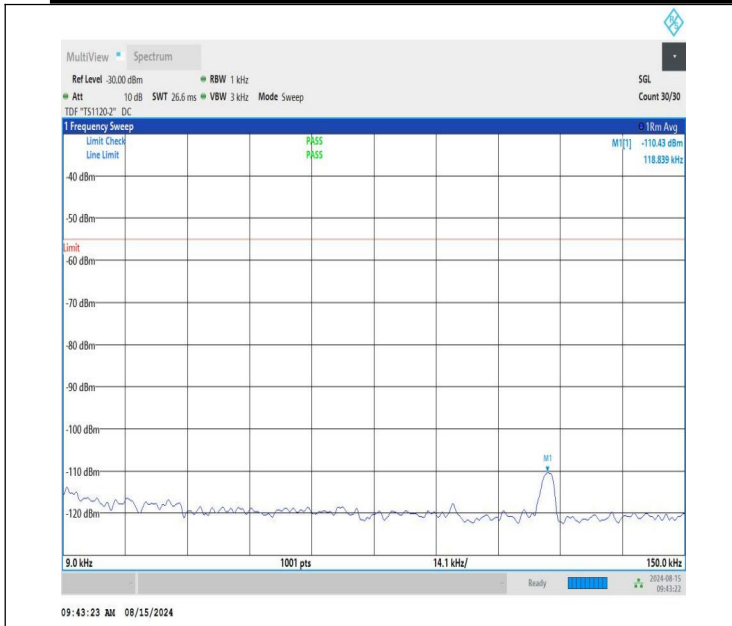 MultiView Spectrum
Ref Level -30.00 dBm RBW 1 kHz SGL
Att 10 dB SWT 26.6 ms VBW 3 kHz Mode Sweep Count 30/30
TDF "TS1120-2" DC
1 Frequency Sweep 1Rm Avg
Limit Check PASS M1[1] -110.43 dBm
Line Limit PASS 118.839 kHz
-40 dBm
-50 dBm
Limit
-60 dBm
-70 dBm
-80 dBm
-90 dBm
-100 dBm
M1
-110 dBm
-120 dBm
9.0 kHz 1001 pts 14.1 kHz/ 150.0 kHz
Ready 2024-08-15
09:43:22
09:43:23 AM 08/15/2024